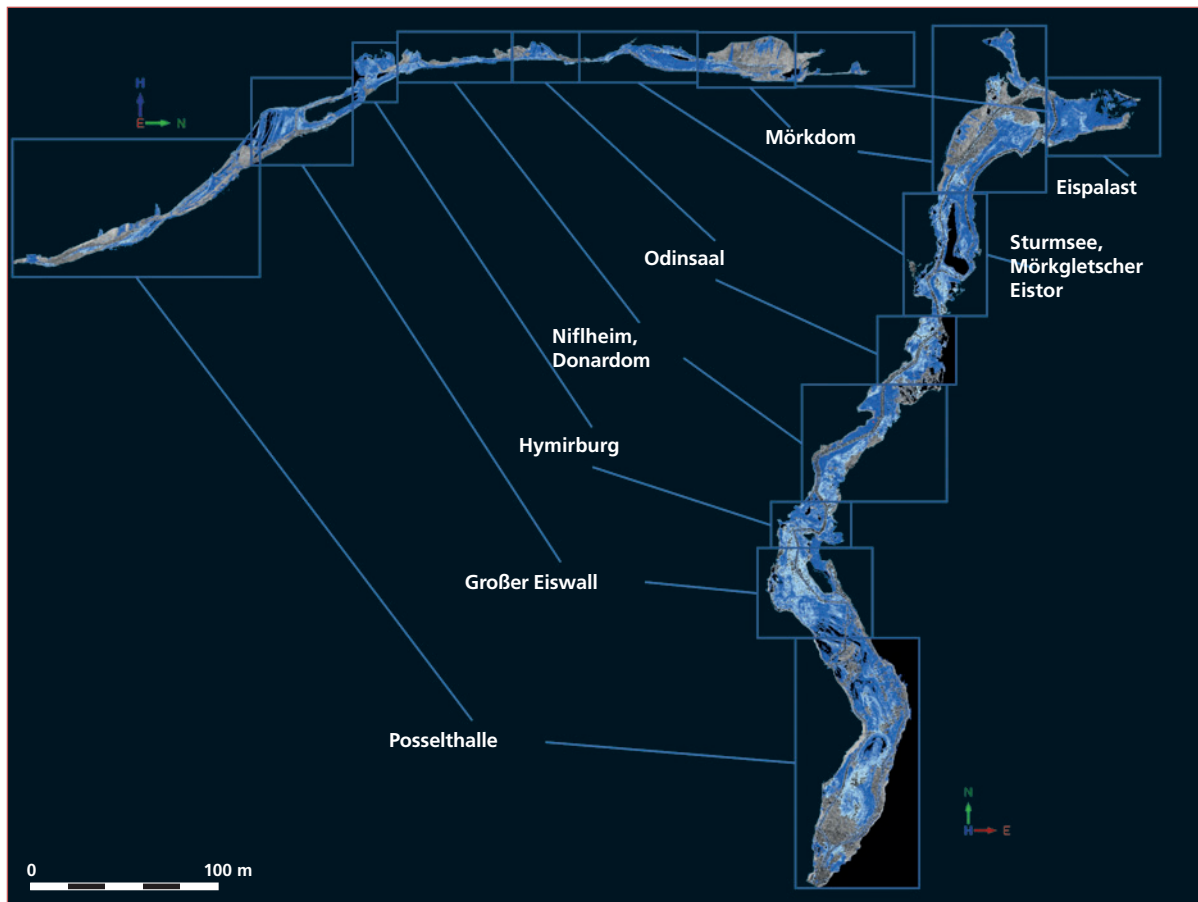 H
E N
Mörkdom
Eispalast
Sturmsee,
Mörkgletscher
Eistor
Odinsaal
Niflheim,
Donardom
Hymirburg
Großer Eiswall
Posselthalle
N
H E
0 100 m